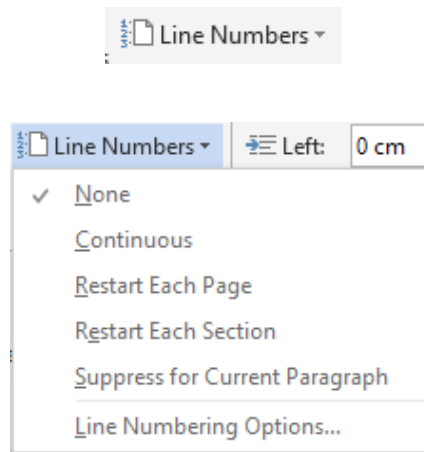 Line Numbers
Line Numbers Left: 0 cm
None
Continuous
Restart Each Page
Restart Each Section
Suppress for Current Paragraph
Line Numbering Options...